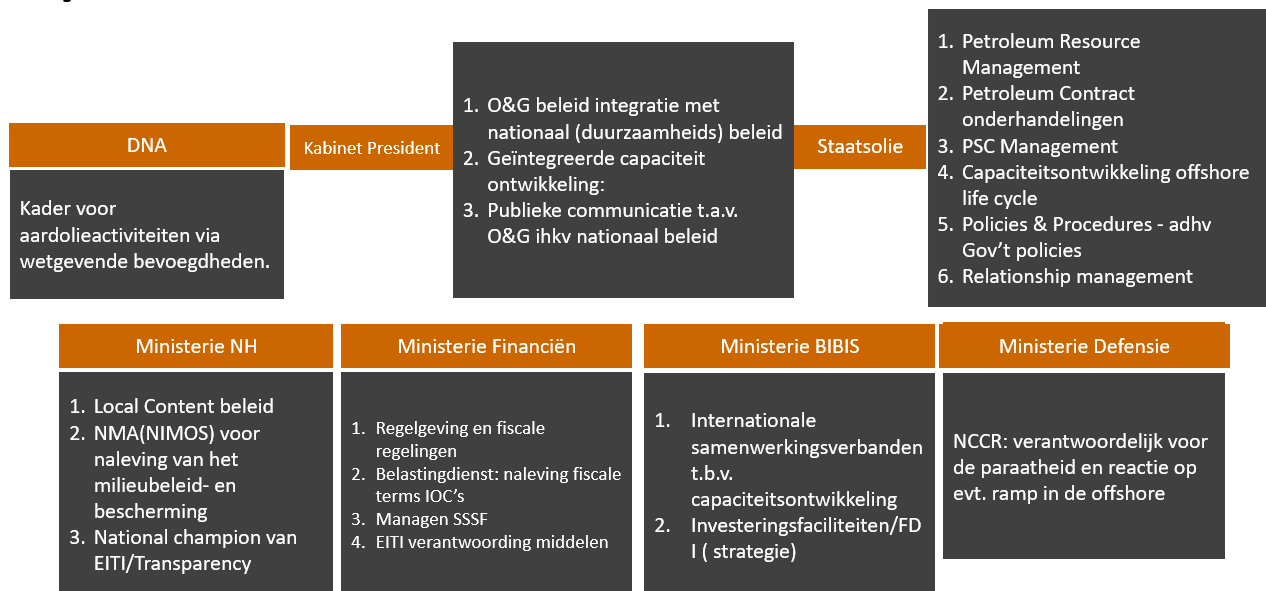 DNA
Kader voor
aardolieactiviteiten via
wetgevende bevoegdheden.
Kabinet President
1. O&G beleid integratie met
nationaal (duurzaamheids) beleid
2. Geïntegreerde capaciteit
ontwikkeling:
3. Publieke communicatie t.a.v.
O&G ihkv nationaal beleid
Staatsolie
1. Petroleum Resource
Management
2. Petroleum Contract
onderhandelingen
3. PSC Management
4. Capaciteitsontwikkeling offshore
life cycle
5. Policies & Procedures - adhv
Gov’t policies
6. Relationship management
Ministerie NH
1. Local Content beleid
2. NMA(NIMOS) voor
naleving van het
milieubeleid- en
bescherming
3. National champion van
EITI/Transparency
Ministerie Financiën
1. Regelgeving en fiscale
regelingen
2. Belastingdienst: naleving fiscale
terms IOC’s
3. Managen SSSF
4. EITI verantwoording middelen
Ministerie BIBIS
1. Internationale
samenwerkingsverbanden
t.b.v.
capaciteitsontwikkeling
2. Investeringsfaciliteiten/FD
I ( strategie)
Ministerie Defensie
NCCR: verantwoordelijk voor
de paraatheid en reactie op
evt. ramp in de offshore